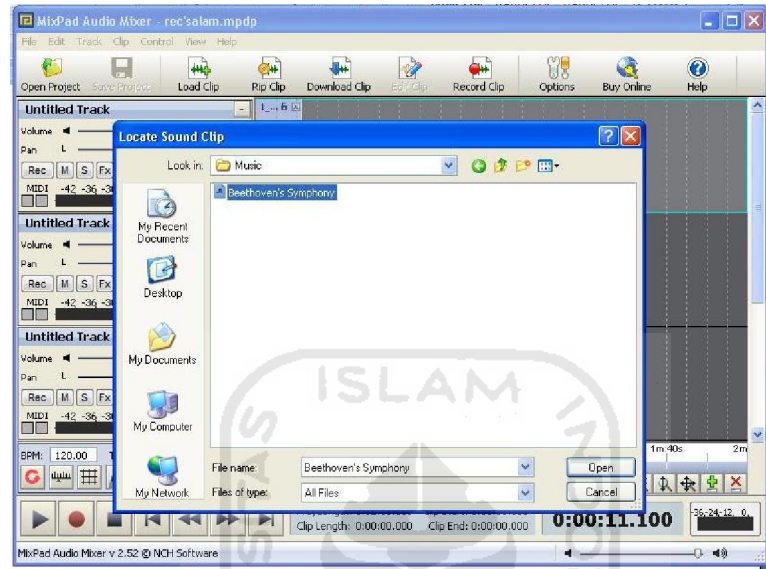 MixPad Audio Mixer - rec'salam.mpdp
File Edit Track Clip Control View Help
Open Project Save Project Load Clip Rip Clip Download Clip Edit Clip Record Clip Options Buy Online Help
Untitled Track
Volume
Pan L
Rec M S Fx
MIDI -42 -36
Untitled Track
Volume
Pan L
Rec M S Fx
MIDI -42 -36
Untitled Track
Volume
Pan L
Rec M S Fx
MIDI -42 -36
Locate Sound Clip
Look in: Music
Beethoven's Symphony
My Recent Documents
Desktop
My Documents
My Computer
My Network
File name: Beethoven's Symphony Open
Files of type: All Files Cancel
ISLAM
BPM: 120.00
1m:40s 2m
Clip Length: 0:00:00.000 Clip End: 0:00:00.000
0:00:11.100
-36,-24,-12, 0,
MixPad Audio Mixer v 2.52 © NCH Software